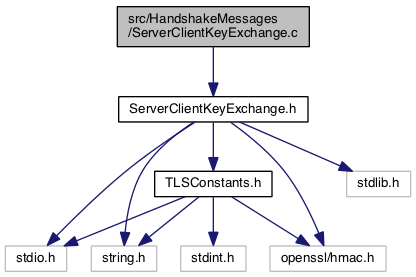 src/HandshakeMessages
/ServerClientKeyExchange.c
ServerClientKeyExchange.h
TLSConstants.h
stdlib.h
stdio.h
string.h
stdint.h
openssl/hmac.h